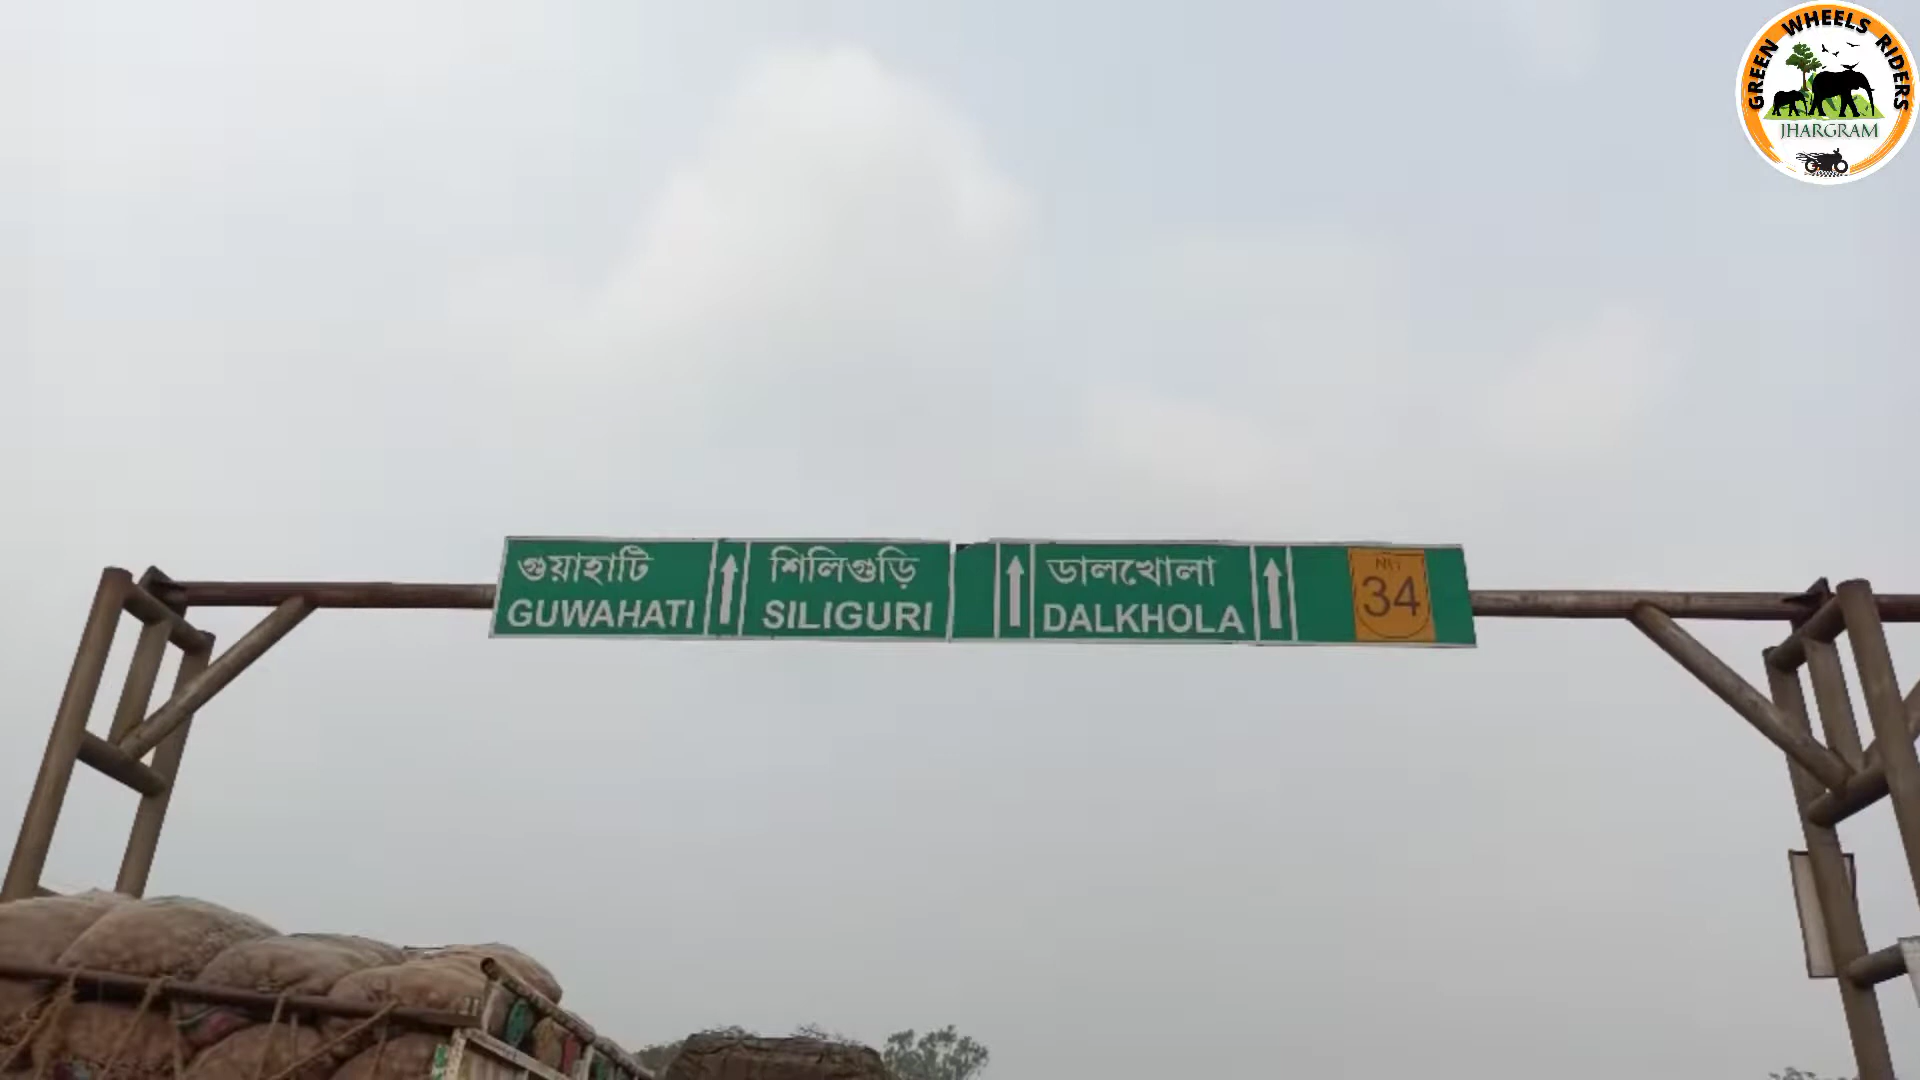 GREEN WHEELS RIDERS
JHARGRAM
গুয়াহাটি
GUWAHATI
শিলিগুড়ি
SILIGURI
ডালখোলা
DALKHOLA
NH
34